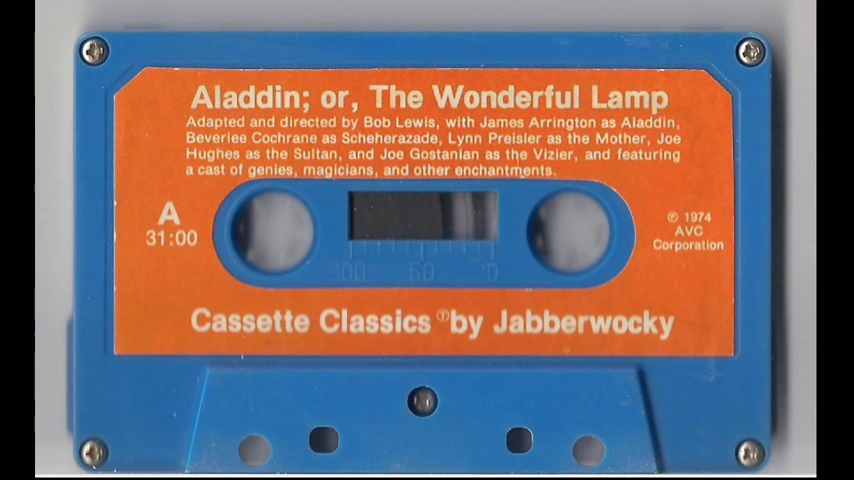 Aladdin; or, The Wonderful Lamp
Adapted and directed by Bob Lewis, with James Arrington as Aladdin,
Beverlee Cochrane as Scheherazade, Lynn Preisler as the Mother, Joe
Hughes as the Sultan, and Joe Gostanian as the Vizier, and featuring
a cast of genies, magicians, and other enchantments.
A
31:00
℗ 1974
AVC
Corporation
100 50 0
Cassette Classics Ⓣ by Jabberwocky